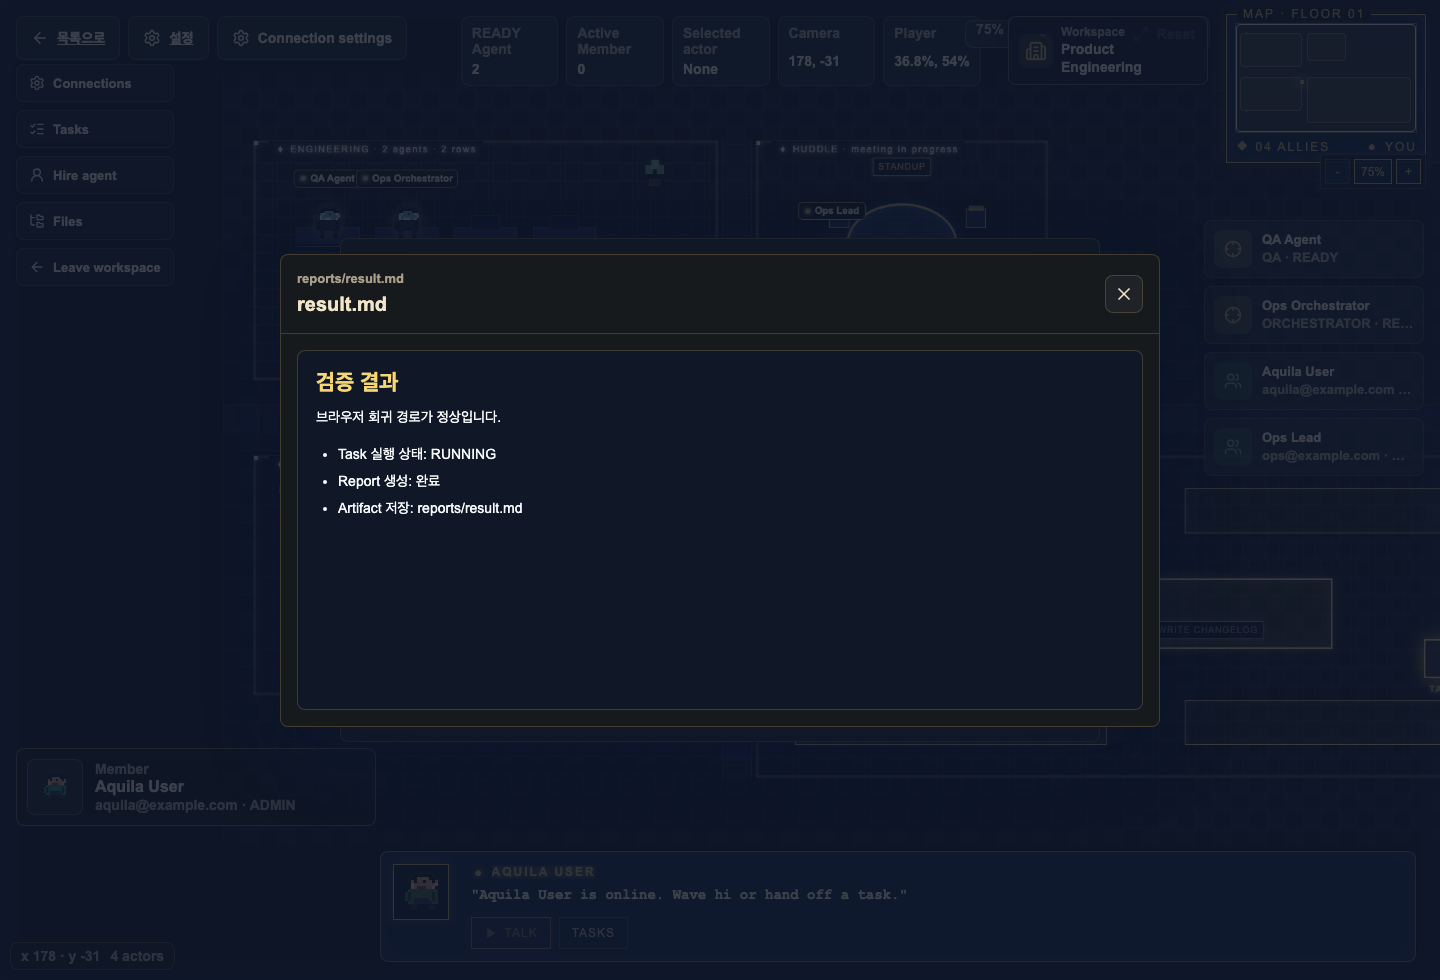 목록으로
설정
Connection settings
READY Agent
2
Active Member
0
Selected actor
None
Camera
178, -31
Player
36.8%, 54%
75%
Workspace
Reset
Product Engineering
MAP · FLOOR 01
04 ALLIES
YOU
-
75%
+
Connections
Tasks
Hire agent
Files
Leave workspace
ENGINEERING · 2 agents · 2 rows
QA Agent
Ops Orchestrator
HUDDLE · meeting in progress
STANDUP
Ops Lead
QA Agent
QA · READY
Ops Orchestrator
ORCHESTRATOR · RE...
Aquila User
aquila@example.com ...
Ops Lead
ops@example.com · ...
reports/result.md
result.md
검증 결과
브라우저 회귀 경로가 정상입니다.
• Task 실행 상태: RUNNING
• Report 생성: 완료
• Artifact 저장: reports/result.md
WRITE CHANGELOG
Member
Aquila User
aquila@example.com · ADMIN
AQUILA USER
"Aquila User is online. Wave hi or hand off a task."
TALK
TASKS
x 178 · y -31 4 actors